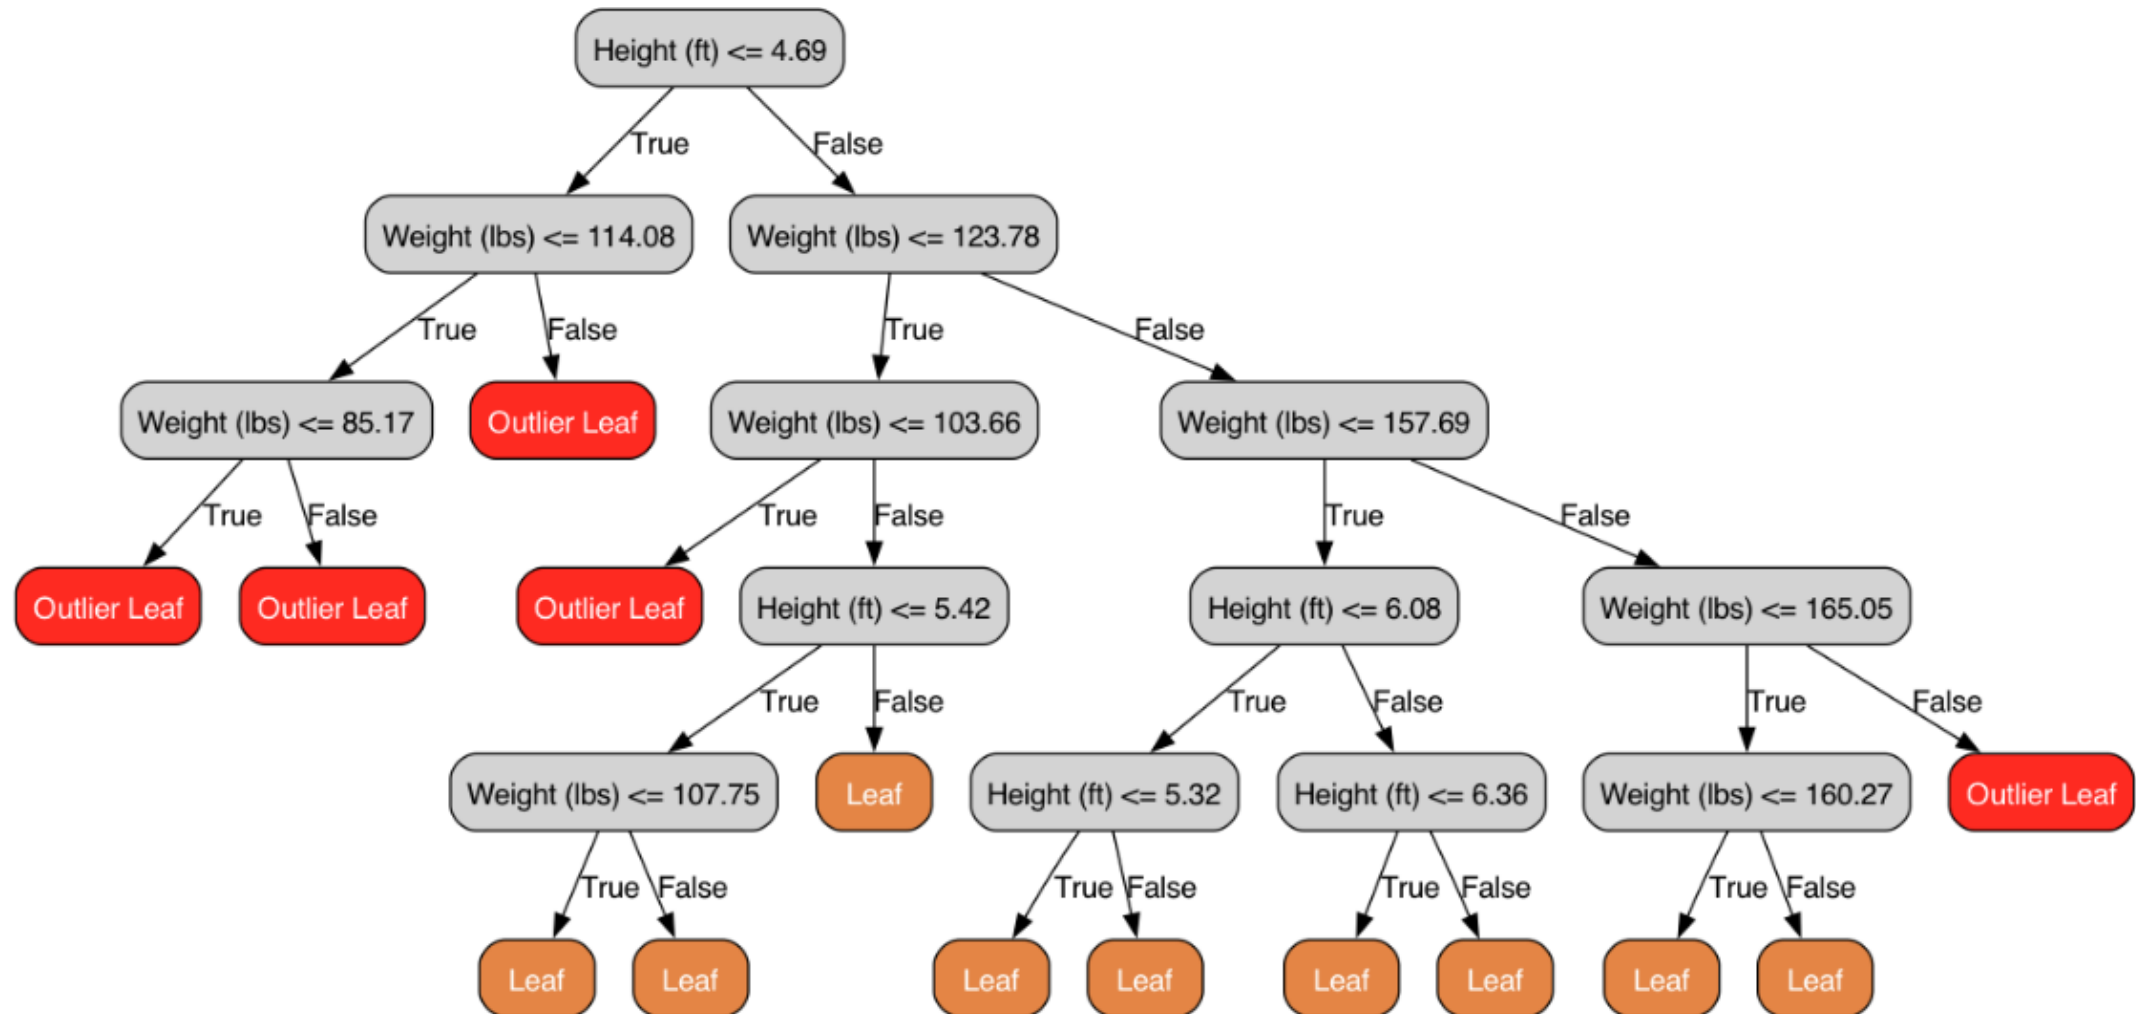 Height (ft) <= 4.69
True
False
Weight (lbs) <= 114.08
Weight (lbs) <= 123.78
True
False
True
False
Weight (lbs) <= 85.17
Outlier Leaf
Weight (lbs) <= 103.66
Weight (lbs) <= 157.69
True
False
True
False
True
False
Outlier Leaf
Outlier Leaf
Outlier Leaf
Height (ft) <= 5.42
Height (ft) <= 6.08
Weight (lbs) <= 165.05
True
False
True
False
True
False
Weight (lbs) <= 107.75
Leaf
Height (ft) <= 5.32
Height (ft) <= 6.36
Weight (lbs) <= 160.27
Outlier Leaf
True
False
True
False
True
False
True
False
Leaf
Leaf
Leaf
Leaf
Leaf
Leaf
Leaf
Leaf